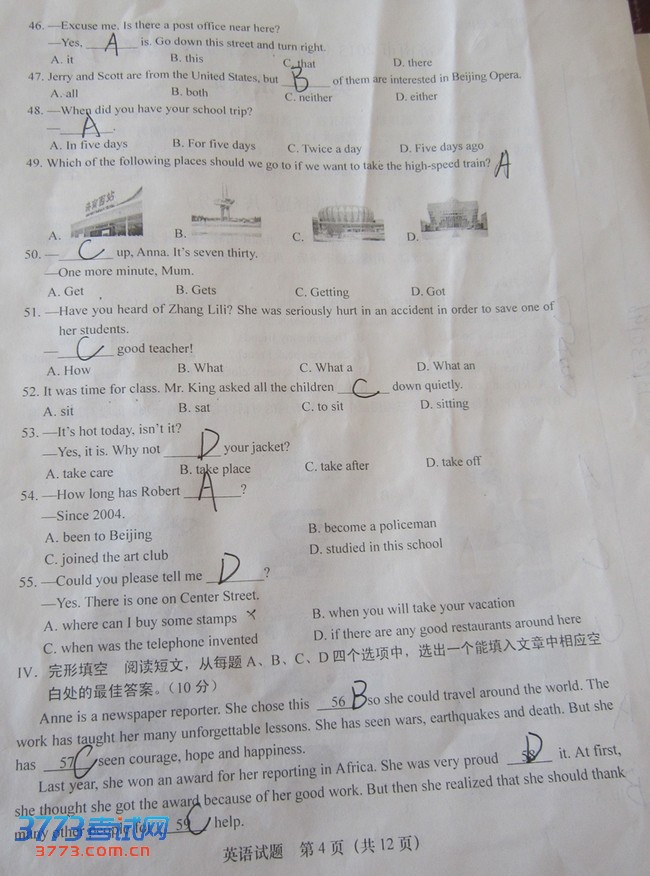 46. —Excuse me. Is there a post office near here?
—Yes, A is. Go down this street and turn right.
A. it B. this C. that D. there
47. Jerry and Scott are from the United States, but B of them are interested in Beijing Opera.
A. all B. both C. neither D. either
48. —When did you have your school trip?
— A .
A. In five days B. For five days C. Twice a day D. Five days ago
49. Which of the following places should we go to if we want to take the high-speed train? A
A. B. C. D.
50. — C up, Anna. It's seven thirty.
—One more minute, Mum.
A. Get B. Gets C. Getting D. Got
51. —Have you heard of Zhang Lili? She was seriously hurt in an accident in order to save one of
her students.
— C good teacher!
A. How B. What C. What a D. What an
52. It was time for class. Mr. King asked all the children C down quietly.
A. sit B. sat C. to sit D. sitting
53. —It's hot today, isn't it?
—Yes, it is. Why not D your jacket?
A. take care B. take place C. take after D. take off
54. —How long has Robert A ?
—Since 2004.
A. been to Beijing B. become a policeman
C. joined the art club D. studied in this school
55. —Could you please tell me D ?
—Yes. There is one on Center Street.
A. where can I buy some stamps × B. when you will take your vacation
C. when was the telephone invented D. if there are any good restaurants around here
IV. 完形填空 阅读短文,从每题 A、B、C、D 四个选项中,选出一个能填入文章中相应空
白处的最佳答案。(10 分)
Anne is a newspaper reporter. She chose this 56 B so she could travel around the world. The
work has taught her many unforgettable lessons. She has seen wars, earthquakes and death. But she
has 57 C seen courage, hope and happiness.
Last year, she won an award for her reporting in Africa. She was very proud 58 D it. At first,
she thought she got the award because of her good work. But then she realized that she should thank
many other people for 59 C help.
3773考试网
3773.com.cn
英语试题 第 4 页(共 12 页)